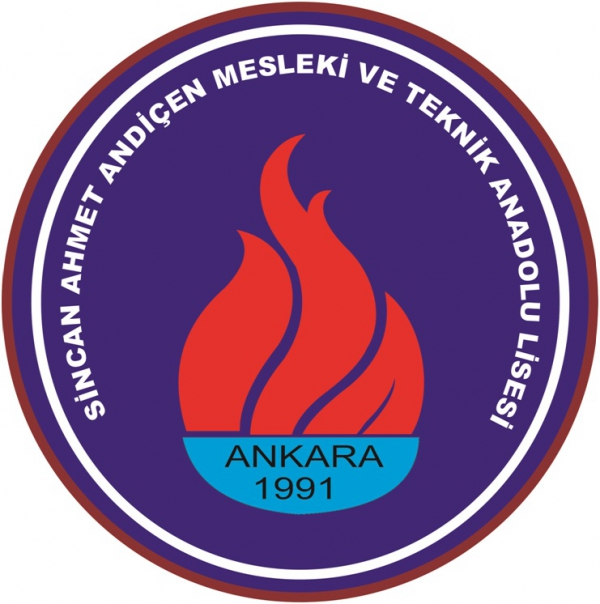 SİNCAN AHMET ANDİÇEN MESLEKİ VE TEKNİK ANADOLU LİSESİ
ANKARA
1991